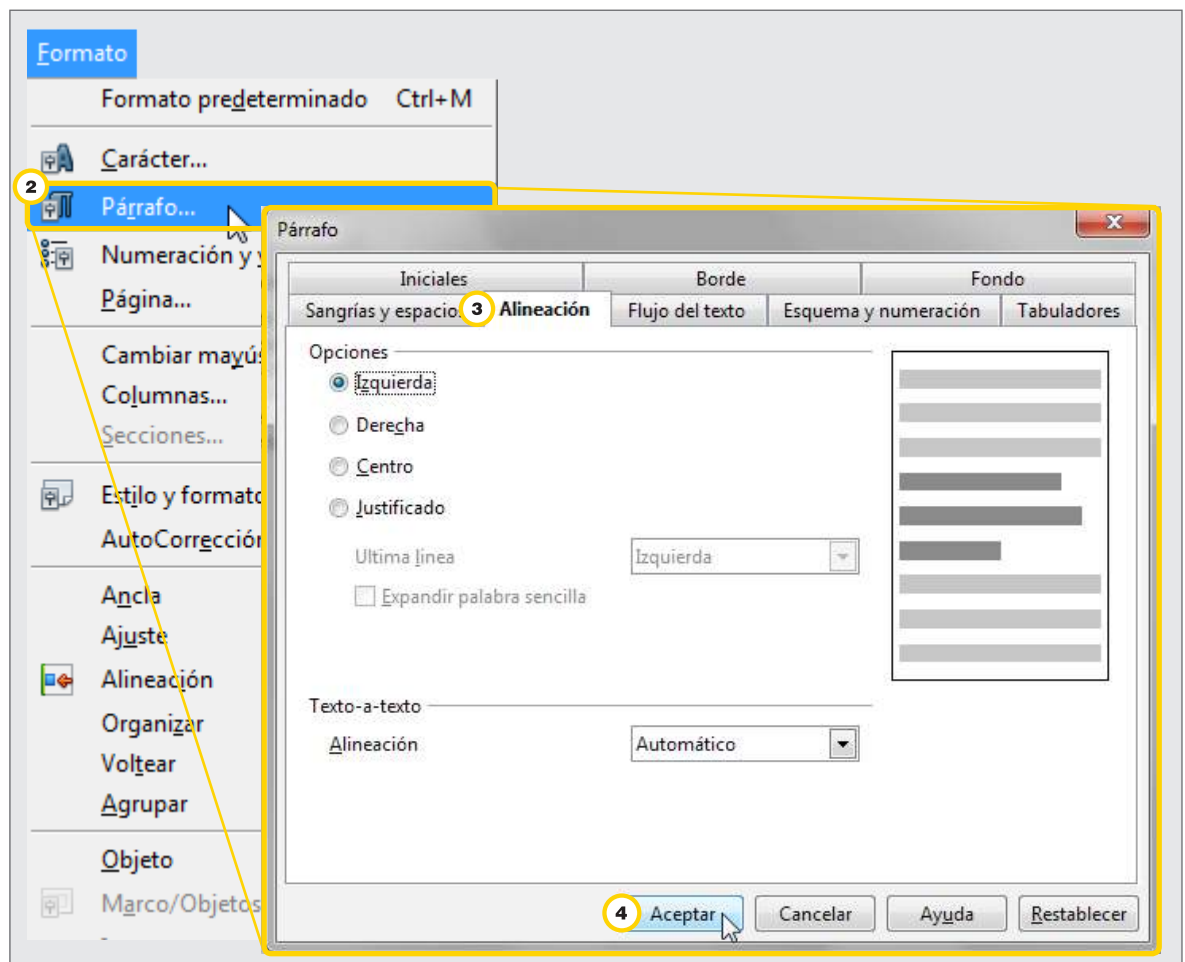 Formato
Formato predeterminado Ctrl+M
Carácter...
2
Párrafo...
Numeración y
Página...
Cambiar
Columnas...
Secciones...
Estilo y formato
AutoCorrección
Ancla
Ajuste
Alineación
Organizar
Voltear
Agrupar
Objeto
Marco/Objetos
Párrafo
Iniciales Borde Fondo
Sangrías y 3 Alineación Flujo del texto Esquema y numeración Tabuladores
Opciones
Izquierda
Derecha
Centro
Justificado
Ultima línea Izquierda
Expandir palabra sencilla
Texto-a-texto
Alineación Automático
4 Aceptar Cancelar Ayuda Restablecer